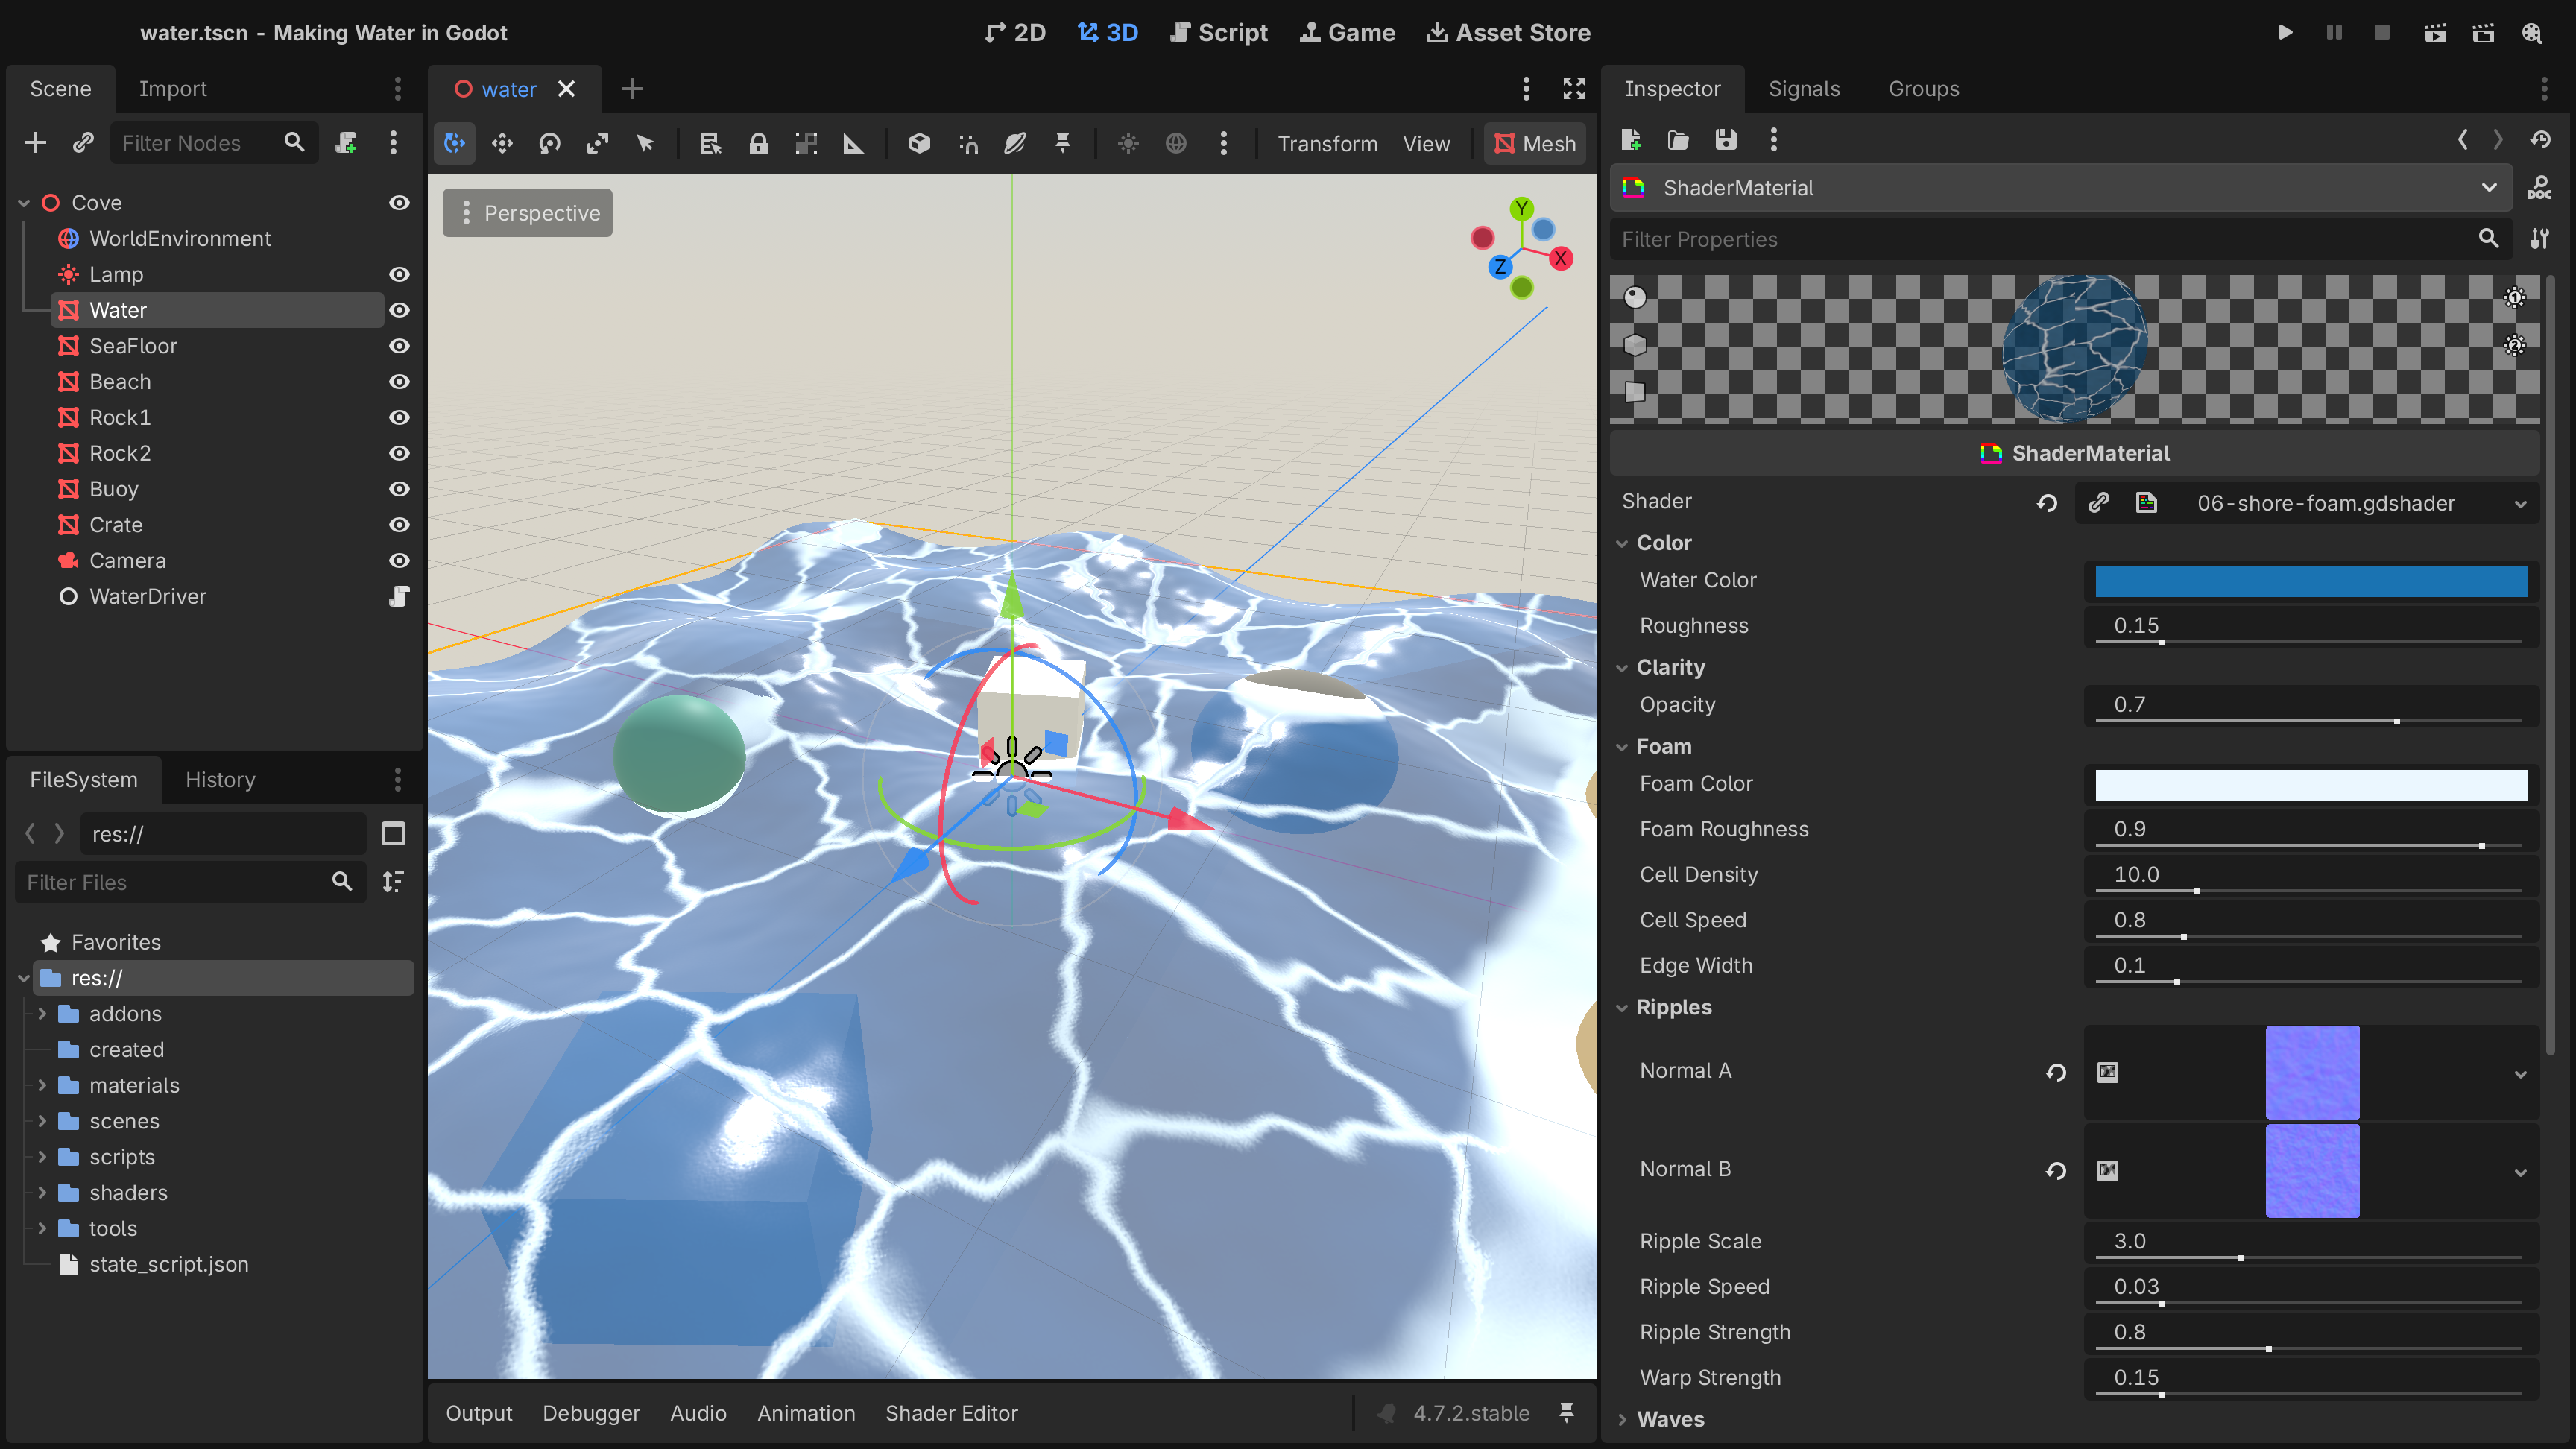 water.tscn - Making Water in Godot
2D
3D
Script
Game
Asset Store
Scene
Import
Filter Nodes
Cove
WorldEnvironment
Lamp
Water
SeaFloor
Beach
Rock1
Rock2
Buoy
Crate
Camera
WaterDriver
FileSystem
History
res://
Filter Files
Favorites
res://
addons
created
materials
scenes
scripts
shaders
tools
state_script.json
water
Transform
View
Mesh
Perspective
Y
X
Z
Output
Debugger
Audio
Animation
Shader Editor
4.7.2.stable
Inspector
Signals
Groups
ShaderMaterial
DOC
Filter Properties
1
2
ShaderMaterial
Shader
06-shore-foam.gdshader
Color
Water Color
Roughness
0.15
Clarity
Opacity
0.7
Foam
Foam Color
Foam Roughness
0.9
Cell Density
10.0
Cell Speed
0.8
Edge Width
0.1
Ripples
Normal A
Normal B
Ripple Scale
3.0
Ripple Speed
0.03
Ripple Strength
0.8
Warp Strength
0.15
Waves